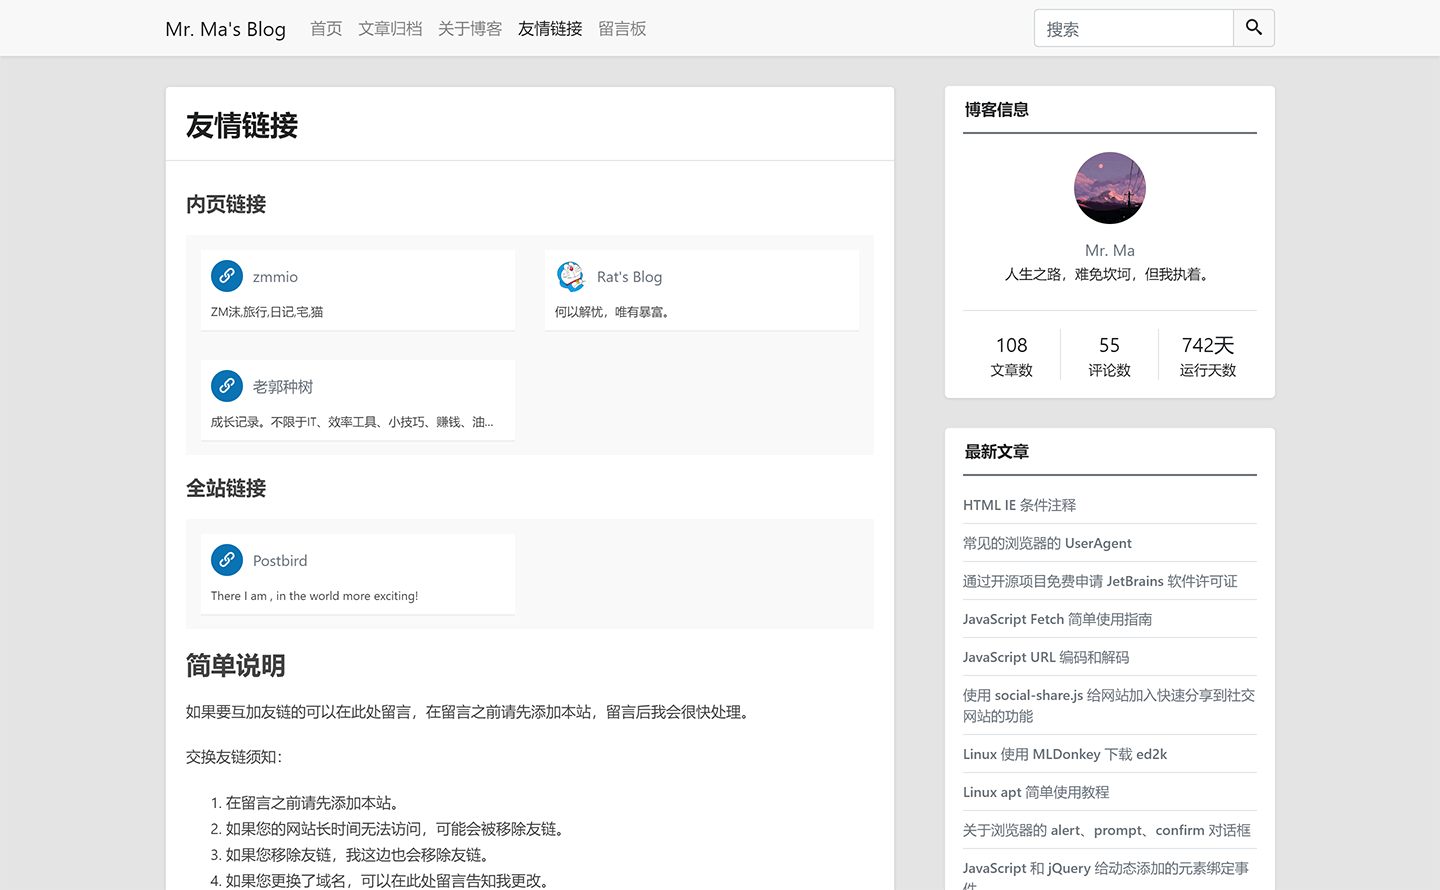 Mr. Ma's Blog 首页 文章归档 关于博客 友情链接 留言板 搜索
友情链接
内页链接
zmmio
ZM沫,旅行,日记,宅,猫
Rat's Blog
何以解忧，唯有暴富。
老郭种树
成长记录。不限于IT、效率工具、小技巧、赚钱、油...
全站链接
Postbird
There I am , in the world more exciting!
简单说明
如果要互加友链的可以在此处留言，在留言之前请先添加本站，留言后我会很快处理。
交换友链须知：
1. 在留言之前请先添加本站。
2. 如果您的网站长时间无法访问，可能会被移除友链。
3. 如果您移除友链，我这边也会移除友链。
4. 如果您更换了域名，可以在此处留言告知我更改。
博客信息
Mr. Ma
人生之路，难免坎坷，但我执着。
108 55 742天
文章数 评论数 运行天数
最新文章
HTML IE 条件注释
常见的浏览器的 UserAgent
通过开源项目免费申请 JetBrains 软件许可证
JavaScript Fetch 简单使用指南
JavaScript URL 编码和解码
使用 social-share.js 给网站加入快速分享到社交
网站的功能
Linux 使用 MLDonkey 下载 ed2k
Linux apt 简单使用教程
关于浏览器的 alert、prompt、confirm 对话框
JavaScript 和 jQuery 给动态添加的元素绑定事
件